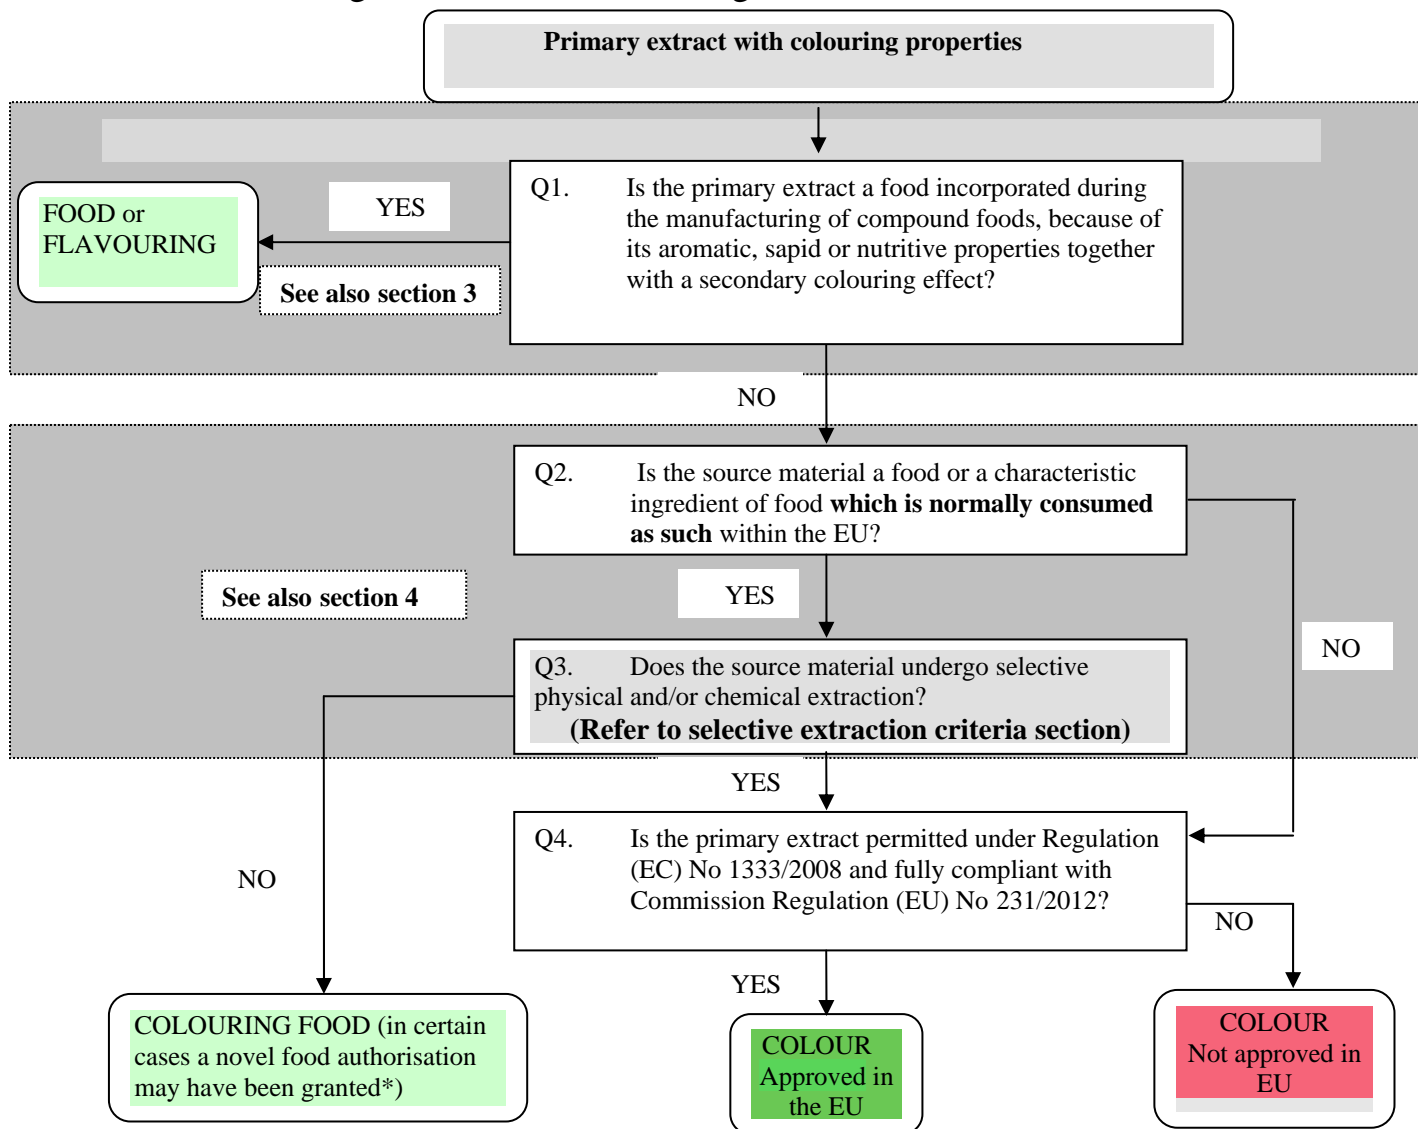 Primary extract with colouring properties
FOOD or
FLAVOURING
YES
See also section 3
Q1. Is the primary extract a food incorporated during
the manufacturing of compound foods, because of
its aromatic, sapid or nutritive properties together
with a secondary colouring effect?
NO
Q2. Is the source material a food or a characteristic
ingredient of food which is normally consumed
as such within the EU?
See also section 4
YES
NO
Q3. Does the source material undergo selective
physical and/or chemical extraction?
(Refer to selective extraction criteria section)
YES
Q4. Is the primary extract permitted under Regulation
(EC) No 1333/2008 and fully compliant with
Commission Regulation (EU) No 231/2012?
NO
NO
YES
COLOURING FOOD (in certain
cases a novel food authorisation
may have been granted*)
COLOUR
Approved in
the EU
COLOUR
Not approved in
EU